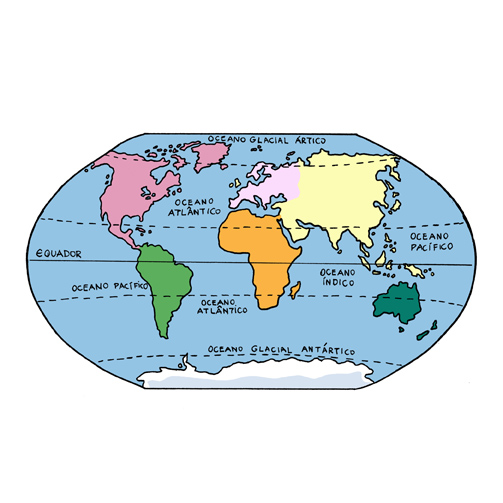 OCEANO GLACIAL ÁRTICO
OCEANO
ATLÂNTICO
OCEANO
PACÍFICO
EQUADOR
OCEANO
ÍNDICO
OCEANO PACÍFICO
OCEANO
ATLÂNTICO
OCEANO GLACIAL ANTÁRTICO